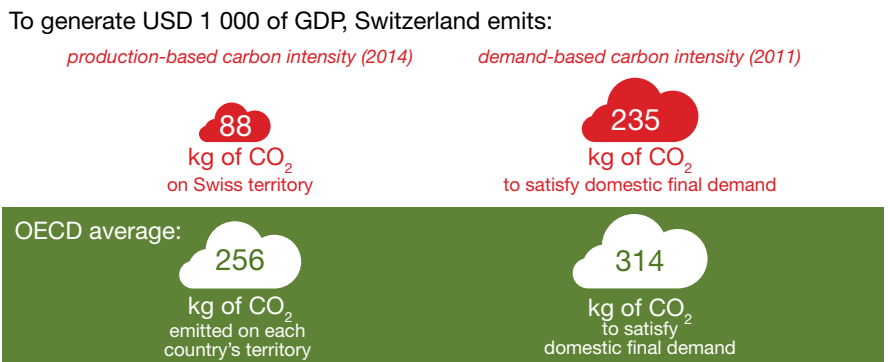 To generate USD 1 000 of GDP, Switzerland emits:
production-based carbon intensity (2014)
demand-based carbon intensity (2011)
88
kg of CO2
on Swiss territory
235
kg of CO2
to satisfy domestic final demand
OECD average:
256
kg of CO2
emitted on each
country's territory
314
kg of CO2
to satisfy
domestic final demand